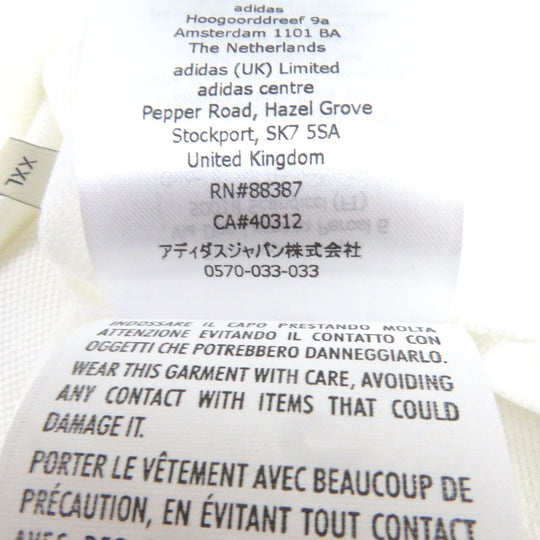 adidas
Hoogoorddreef 9a
Amsterdam 1101 BA
The Netherlands
adidas (UK) Limited
adidas centre
Pepper Road, Hazel Grove
Stockport, SK7 5SA
United Kingdom
RN#88387
CA#40312
アディダスジャパン株式会社
0570-033-033
XXL
INDOSSARE IL CAPO PRESTANDO MOLTA
ATTENZIONE EVITANDO IL CONTATTO CON
OGGETTI CHE POTREBBERO DANNEGGIARLO.
WEAR THIS GARMENT WITH CARE, AVOIDING
ANY CONTACT WITH ITEMS THAT COULD
DAMAGE IT.
PORTER LE VÊTEMENT AVEC BEAUCOUP DE
PRÉCAUTION, EN ÉVITANT TOUT CONTACT
AVEC DES